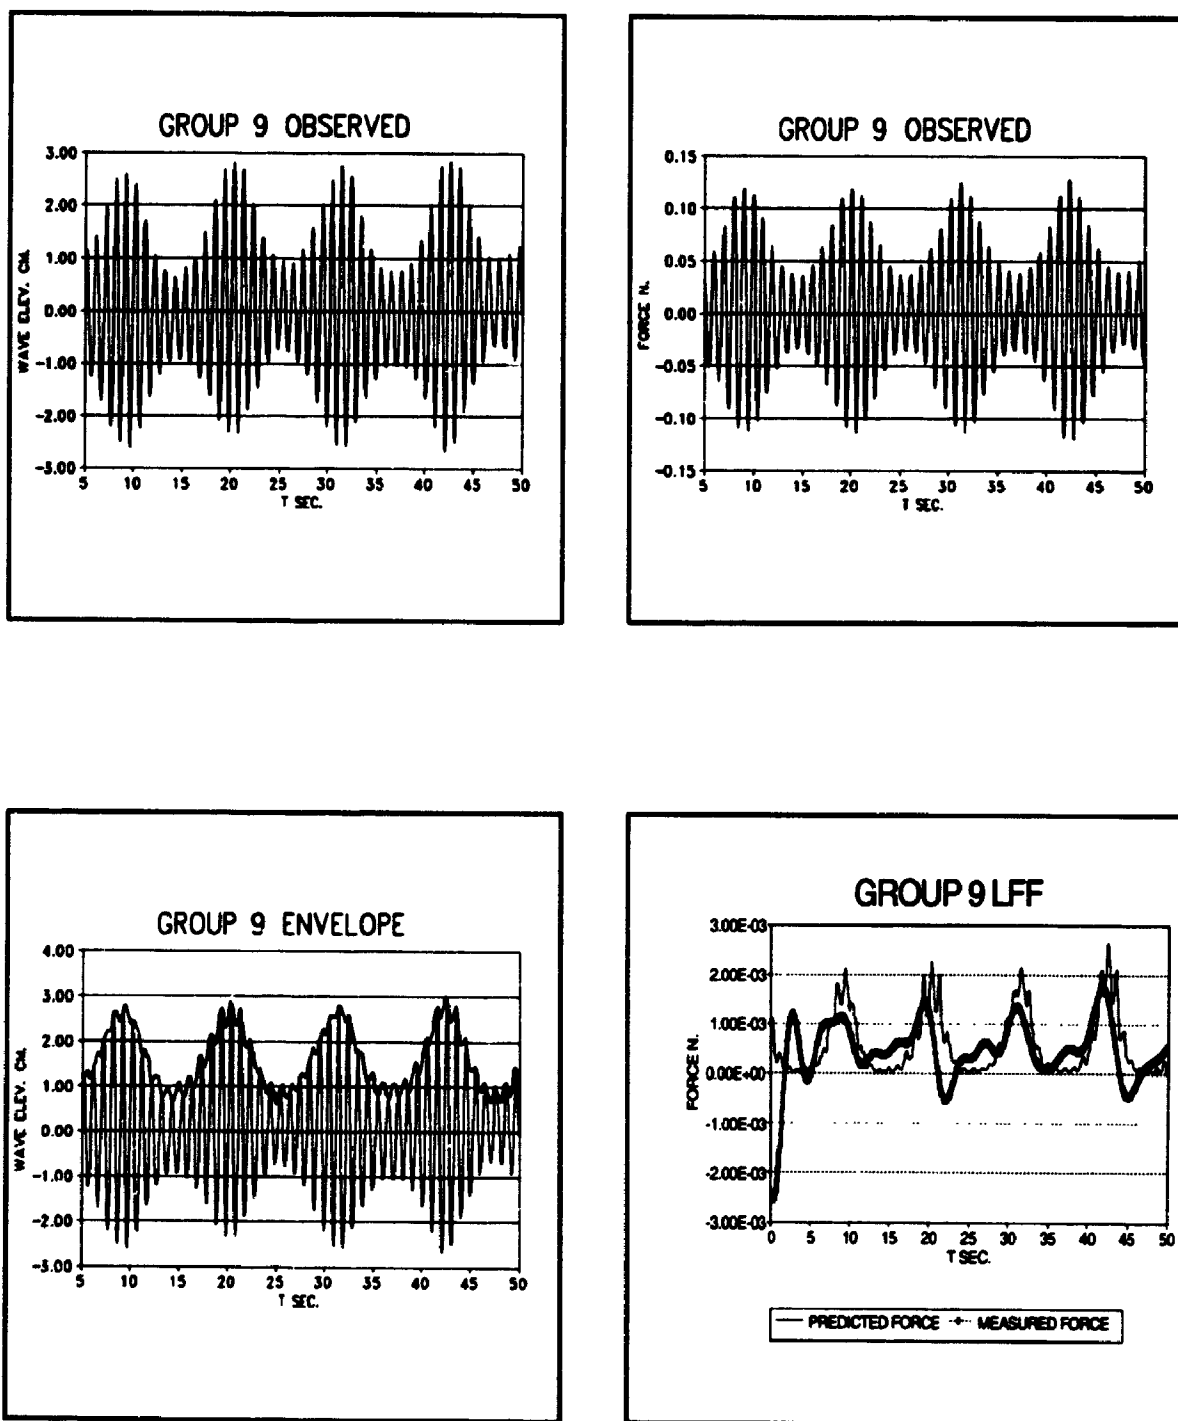 GROUP 9 OBSERVED
3.00
2.00
1.00
0.00
-1.00
-2.00
-3.00
WAVE ELEV. CM.
5 10 15 20 25 30 35 40 45 50
T SEC.
GROUP 9 OBSERVED
0.15
0.10
0.05
0.00
-0.05
-0.10
-0.15
FORCE N.
5 10 15 20 25 30 35 40 45 50
T SEC.
GROUP 9 ENVELOPE
4.00
3.00
2.00
1.00
0.00
-1.00
-2.00
-3.00
WAVE ELEV. CM.
5 10 15 20 25 30 35 40 45 50
T SEC.
GROUP 9 LFF
3.00E-03
2.00E-03
1.00E-03
0.00E+00
-1.00E-03
-2.00E-03
-3.00E-03
FORCE N.
0 5 10 15 20 25 30 35 40 45 50
T SEC.
PREDICTED FORCE MEASURED FORCE